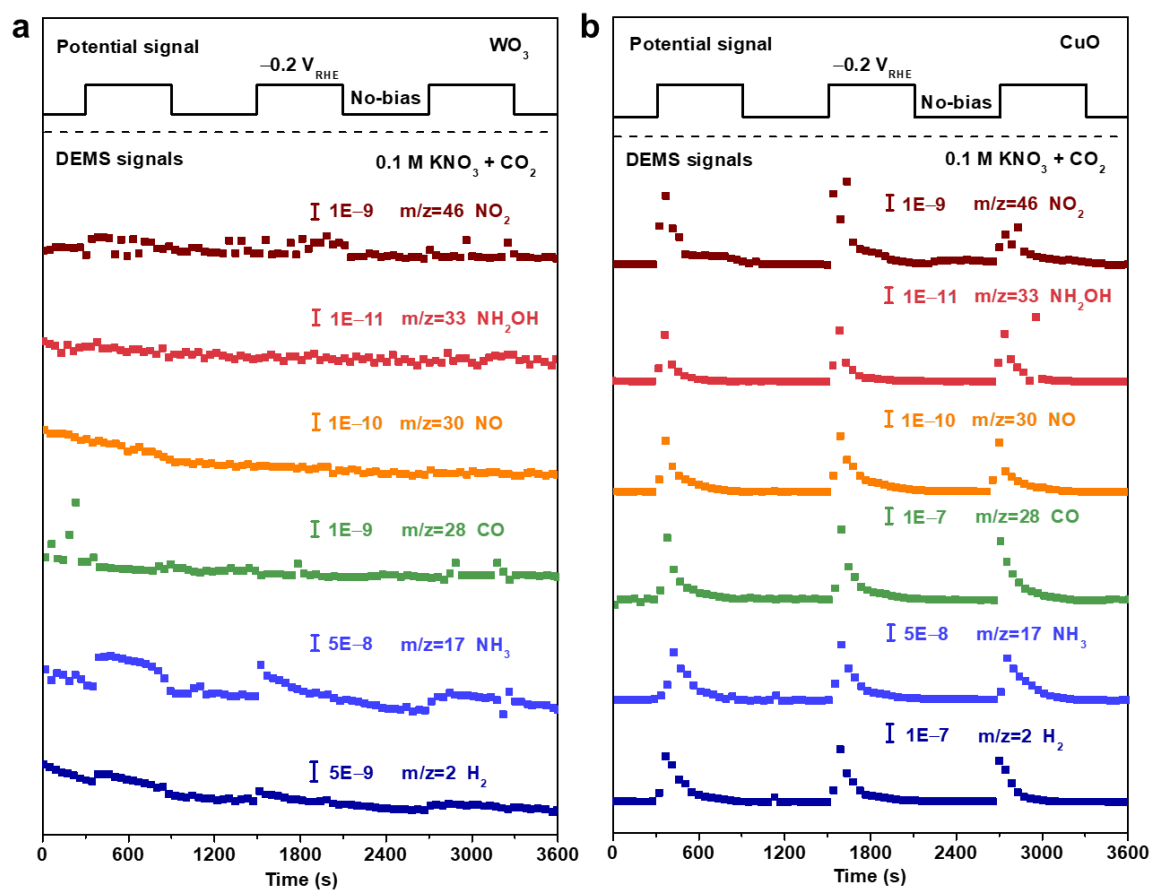 a
Potential signal
WO₃
−0.2 V_RHE
No-bias
DEMS signals
0.1 M KNO₃ + CO₂
1E−9 m/z=46 NO₂
1E−11 m/z=33 NH₂OH
1E−10 m/z=30 NO
1E−9 m/z=28 CO
5E−8 m/z=17 NH₃
5E−9 m/z=2 H₂
0 600 1200 1800 2400 3000 3600
Time (s)
b
Potential signal
CuO
−0.2 V_RHE
No-bias
DEMS signals
0.1 M KNO₃ + CO₂
1E−9 m/z=46 NO₂
1E−11 m/z=33 NH₂OH
1E−10 m/z=30 NO
1E−7 m/z=28 CO
5E−8 m/z=17 NH₃
1E−7 m/z=2 H₂
0 600 1200 1800 2400 3000 3600
Time (s)